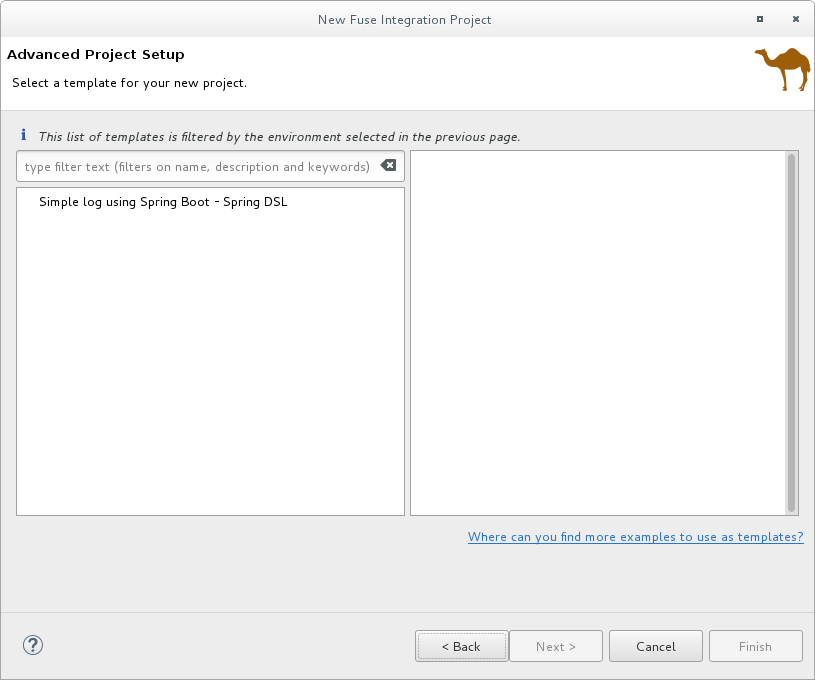 New Fuse Integration Project
Advanced Project Setup
Select a template for your new project.
i This list of templates is filtered by the environment selected in the previous page.
type filter text (filters on name, description and keywords)
Simple log using Spring Boot - Spring DSL
Where can you find more examples to use as templates?
? < Back Next > Cancel Finish